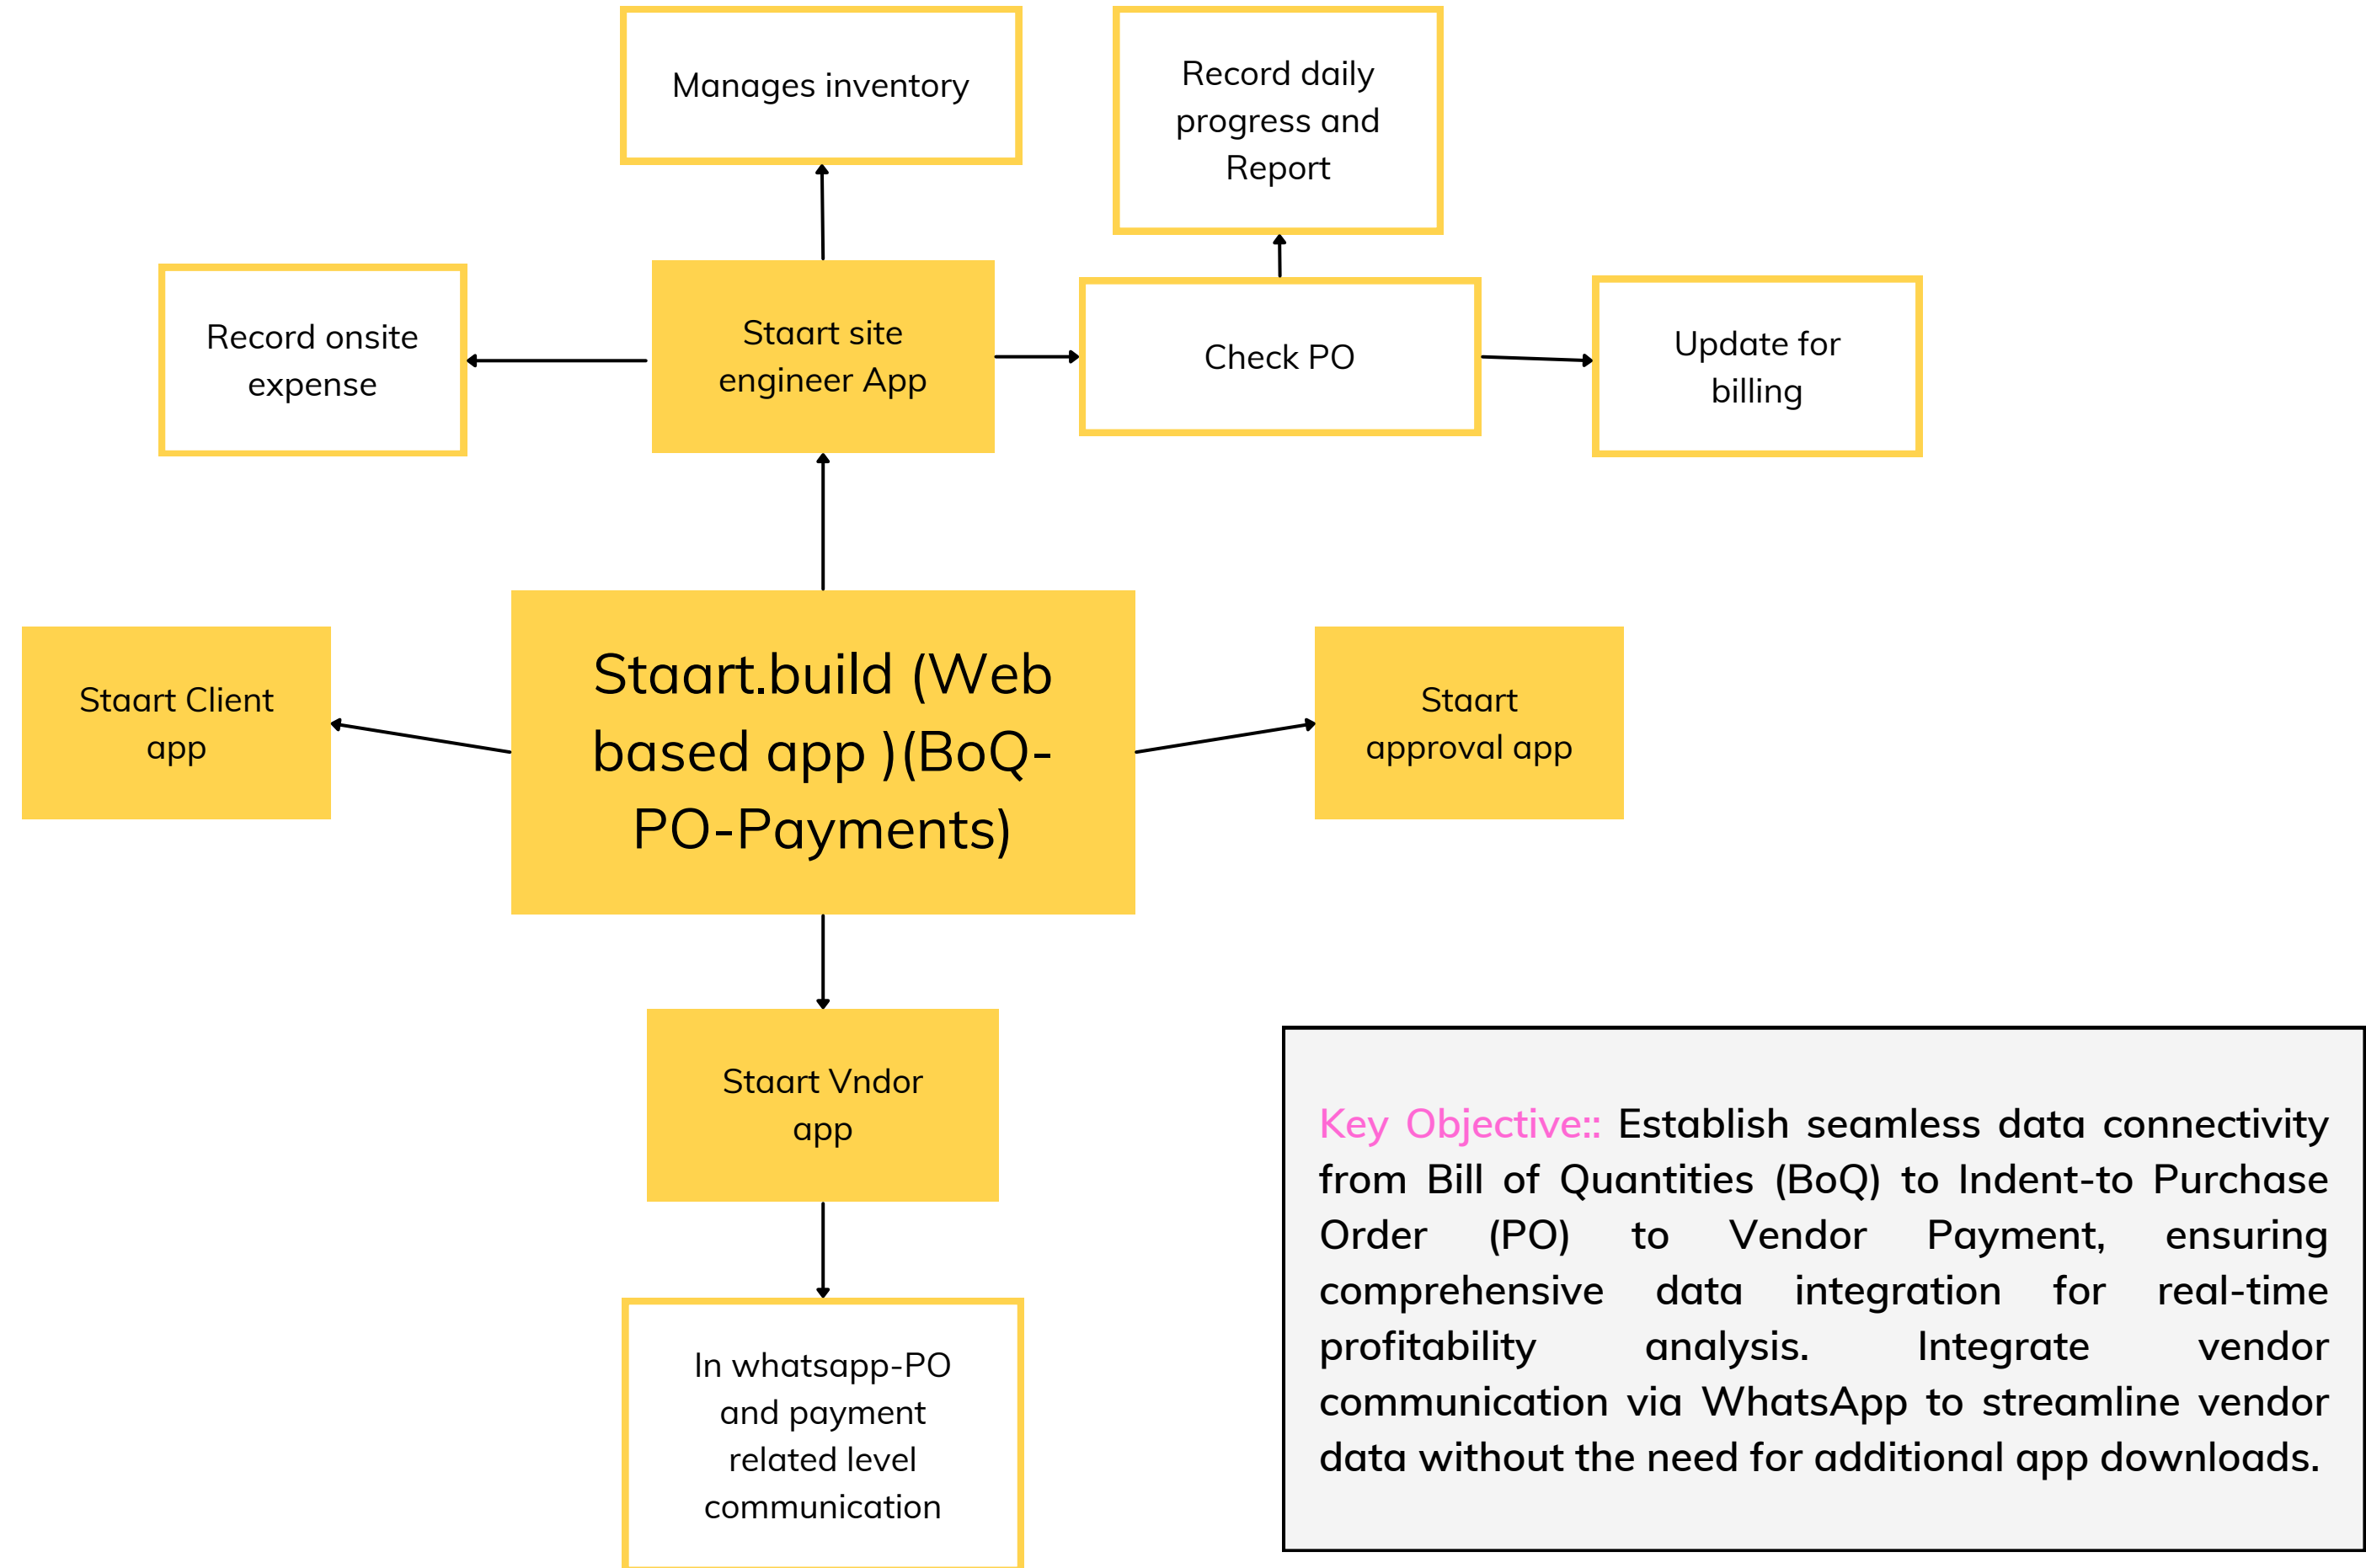 Manages inventory
Record daily
progress and
Report
Record onsite
expense
Staart site
engineer App
Check PO
Update for
billing
Staart Client
app
Staart.build (Web
based app )(BoQ-
PO-Payments)
Staart
approval app
Staart Vndor
app
In whatsapp-PO
and payment
related level
communication
Key Objective:: Establish seamless data connectivity
from Bill of Quantities (BoQ) to Indent-to Purchase
Order (PO) to Vendor Payment, ensuring
comprehensive data integration for real-time
profitability analysis. Integrate vendor
communication via WhatsApp to streamline vendor
data without the need for additional app downloads.